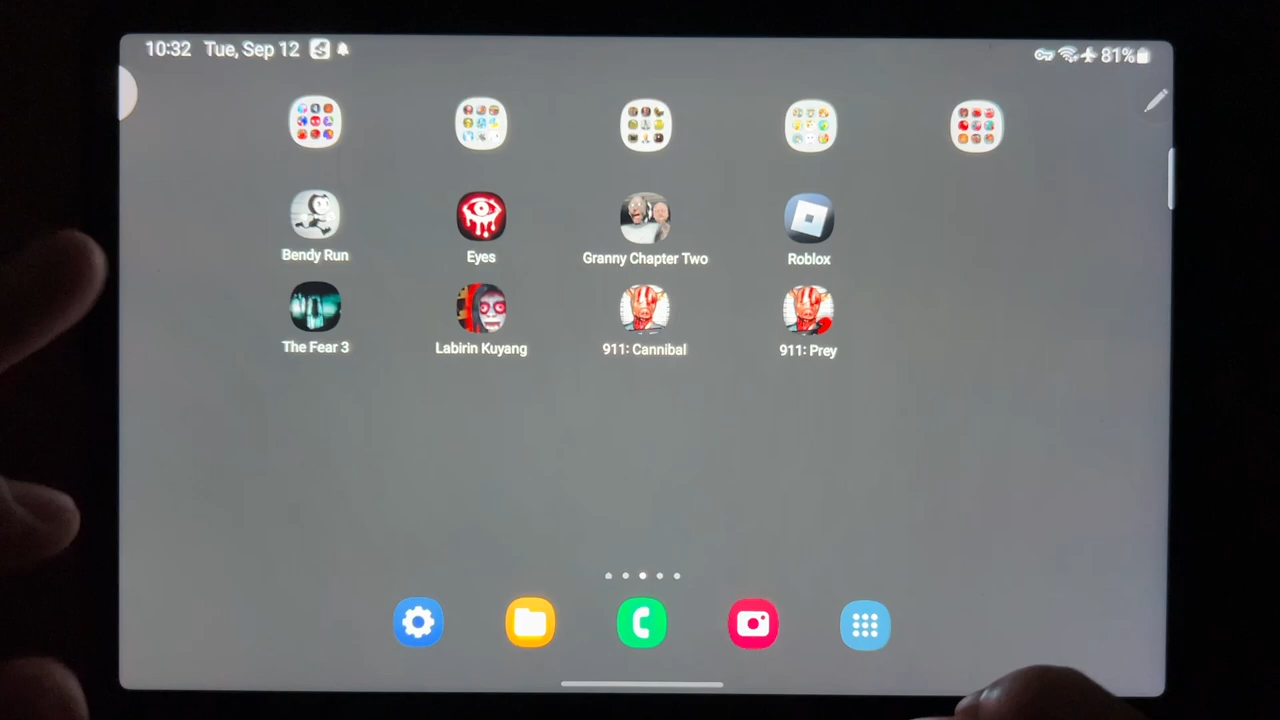 10:32 Tue, Sep 12
81%
Bendy Run
Eyes
Granny Chapter Two
Roblox
The Fear 3
Labirin Kuyang
911: Cannibal
911: Prey